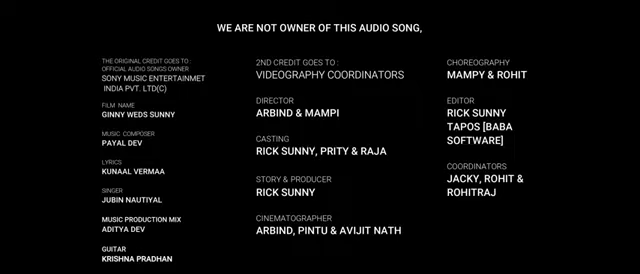 WE ARE NOT OWNER OF THIS AUDIO SONG,
THE ORIGINAL CREDIT GOES TO :
OFFICIAL AUDIO SONGS OWNER
SONY MUSIC ENTERTAINMET
INDIA PVT. LTD(C)
FILM NAME
GINNY WEDS SUNNY
MUSIC COMPOSER
PAYAL DEV
LYRICS
KUNAAL VERMAA
SINGER
JUBIN NAUTIYAL
MUSIC PRODUCTION MIX
ADITYA DEV
GUITAR
KRISHNA PRADHAN
2ND CREDIT GOES TO :
VIDEOGRAPHY COORDINATORS
DIRECTOR
ARBIND & MAMPI
CASTING
RICK SUNNY, PRITY & RAJA
STORY & PRODUCER
RICK SUNNY
CINEMATOGRAPHER
ARBIND, PINTU & AVIJIT NATH
CHOREOGRAPHY
MAMPY & ROHIT
EDITOR
RICK SUNNY
TAPOS [BABA
SOFTWARE]
COORDINATORS
JACKY, ROHIT &
ROHITRAJ